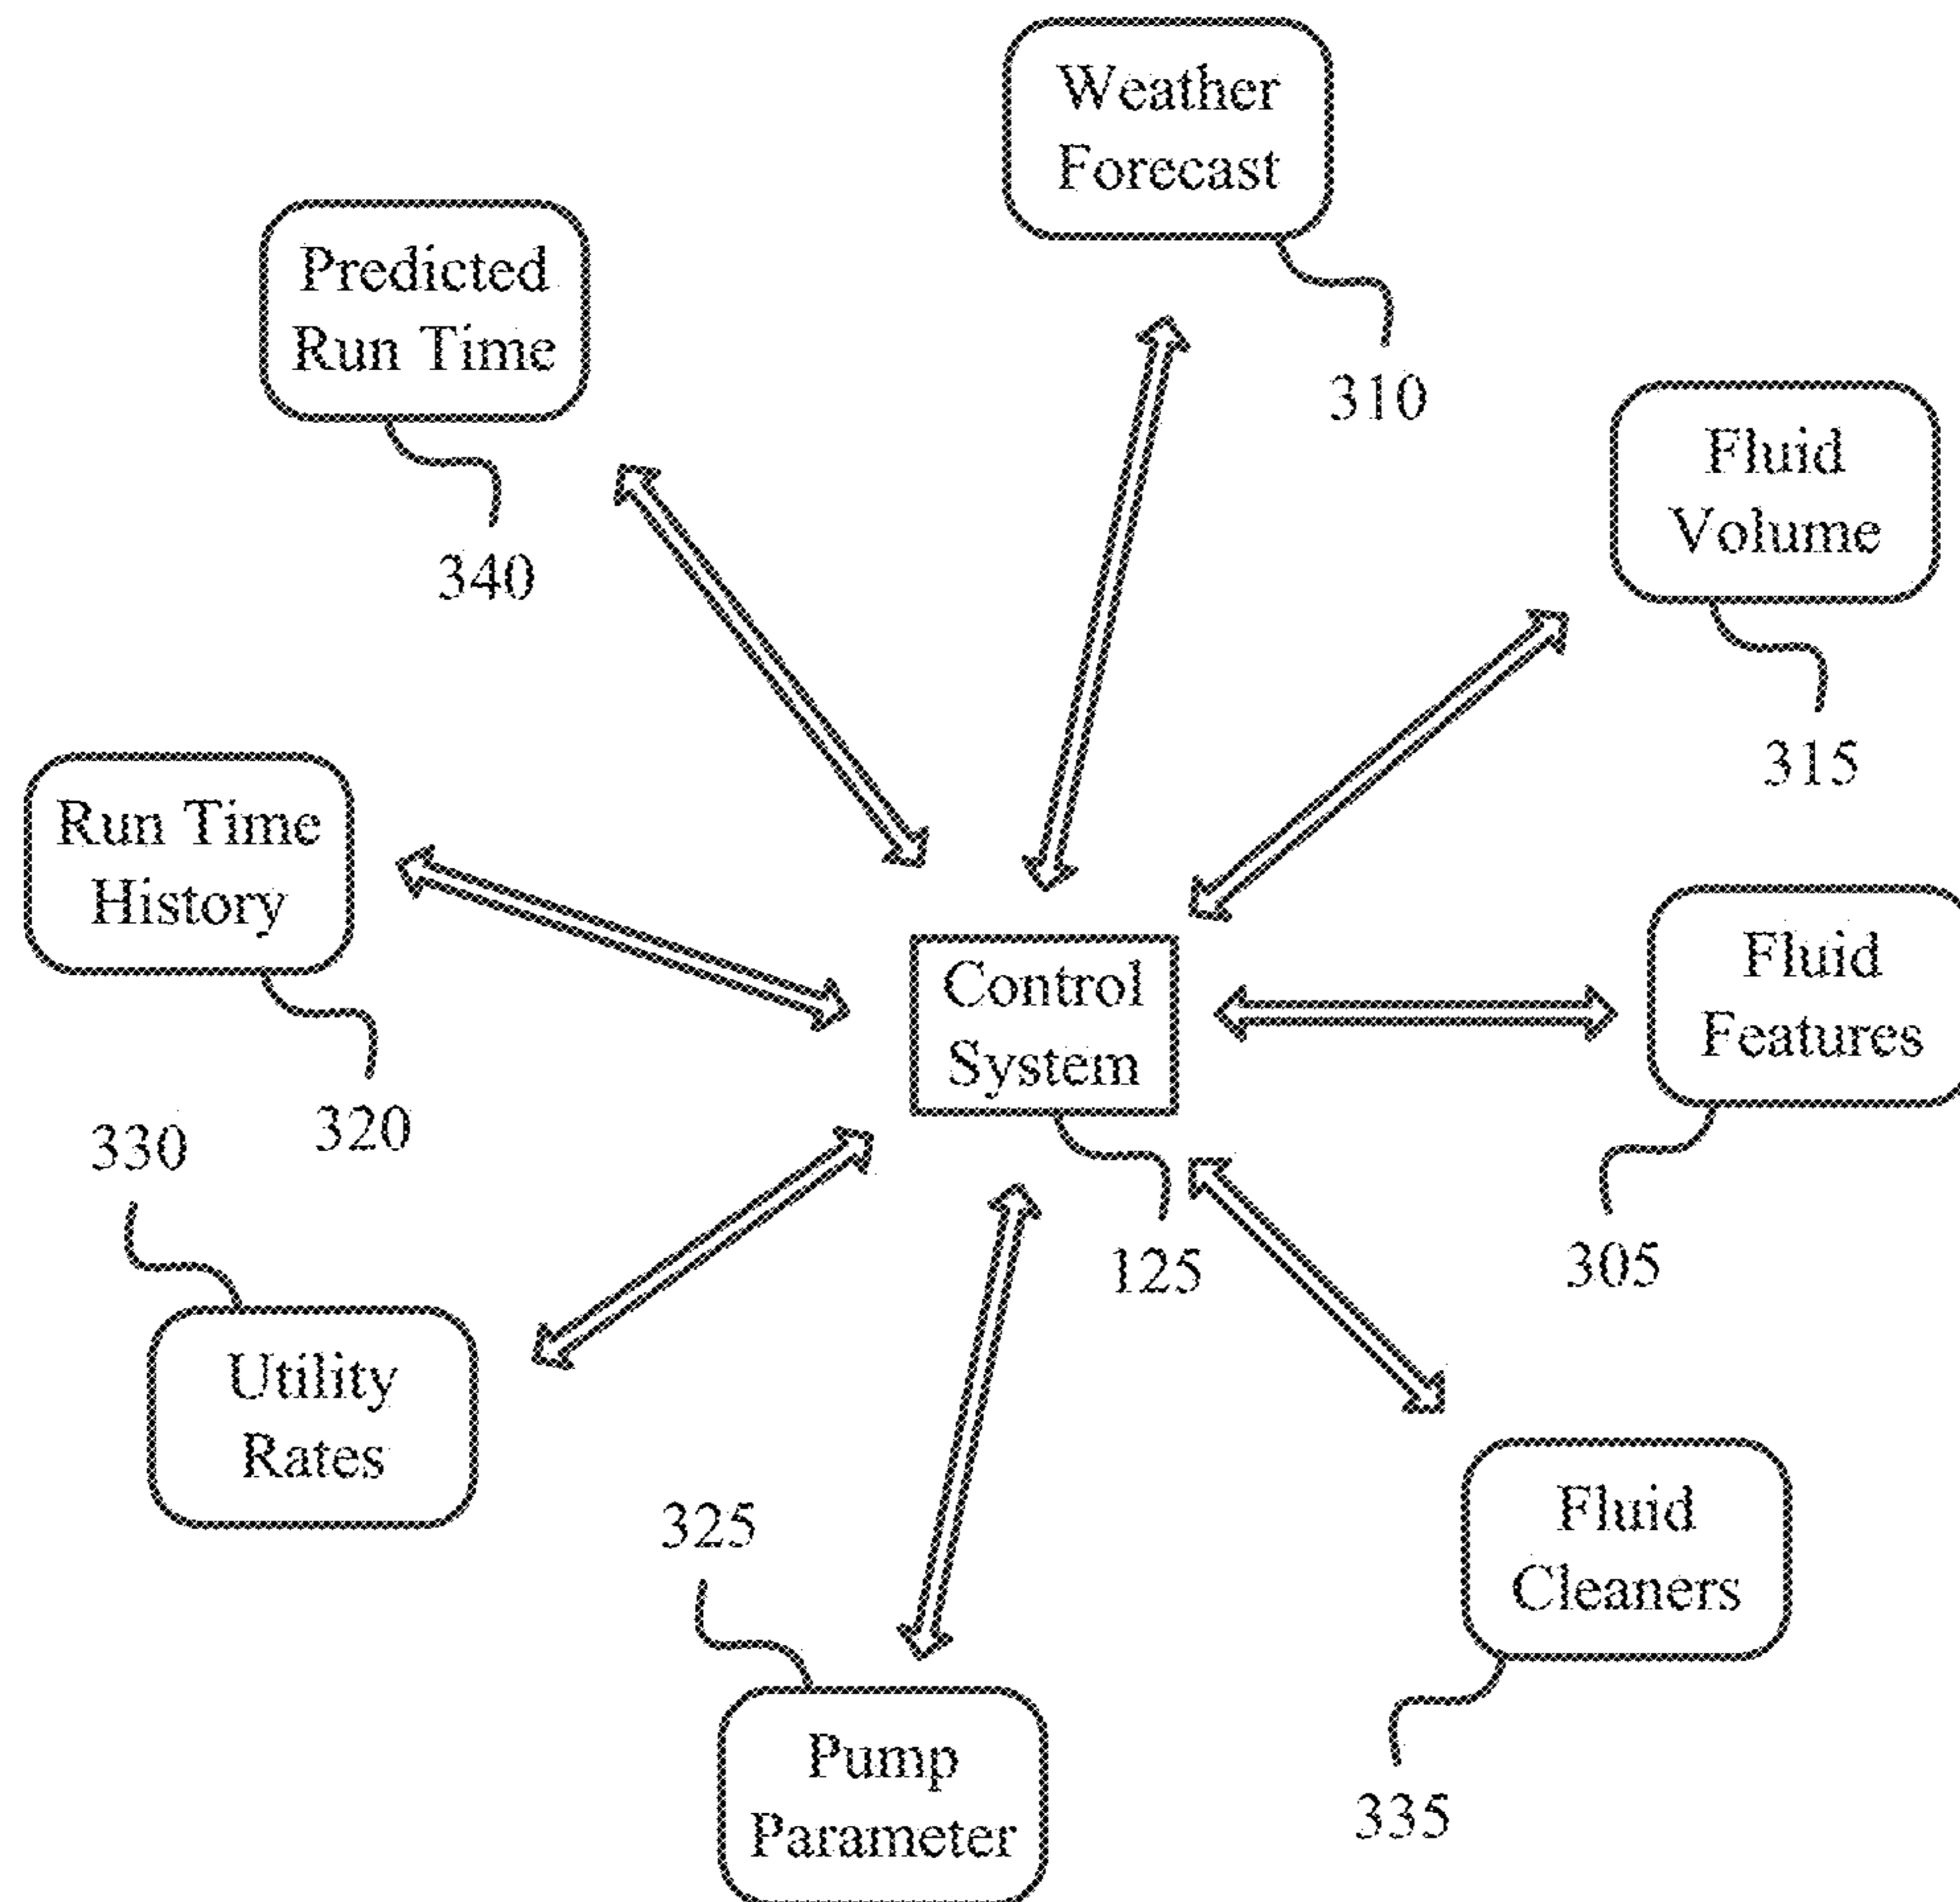 Weather
Forecast
310
Predicted
Run Time
340
Fluid
Volume
315
Run Time
History
320
Control
System
125
Fluid
Features
305
330
Utility
Rates
325
Pump
Parameter
Fluid
Cleaners
335